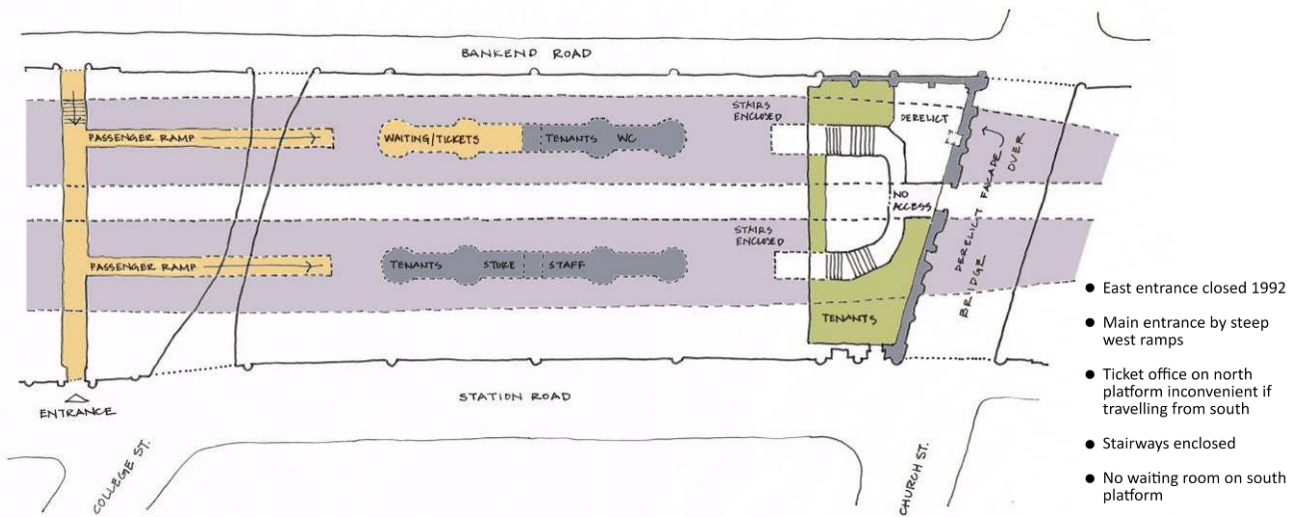 BANKEND ROAD
STAIRS
ENCLOSED
DERELICT
PASSENGER RAMP
WAITING/TICKETS
TENANTS WC
NO
ACCESS
DERELICT FACADE
BRIDGE OVER
STAIRS
ENCLOSED
PASSENGER RAMP
TENANTS STORE STAFF
TENANTS
ENTRANCE
STATION ROAD
COLLEGE ST.
CHURCH ST.
● East entrance closed 1992
● Main entrance by steep
west ramps
● Ticket office on north
platform inconvenient if
travelling from south
● Stairways enclosed
● No waiting room on south
platform